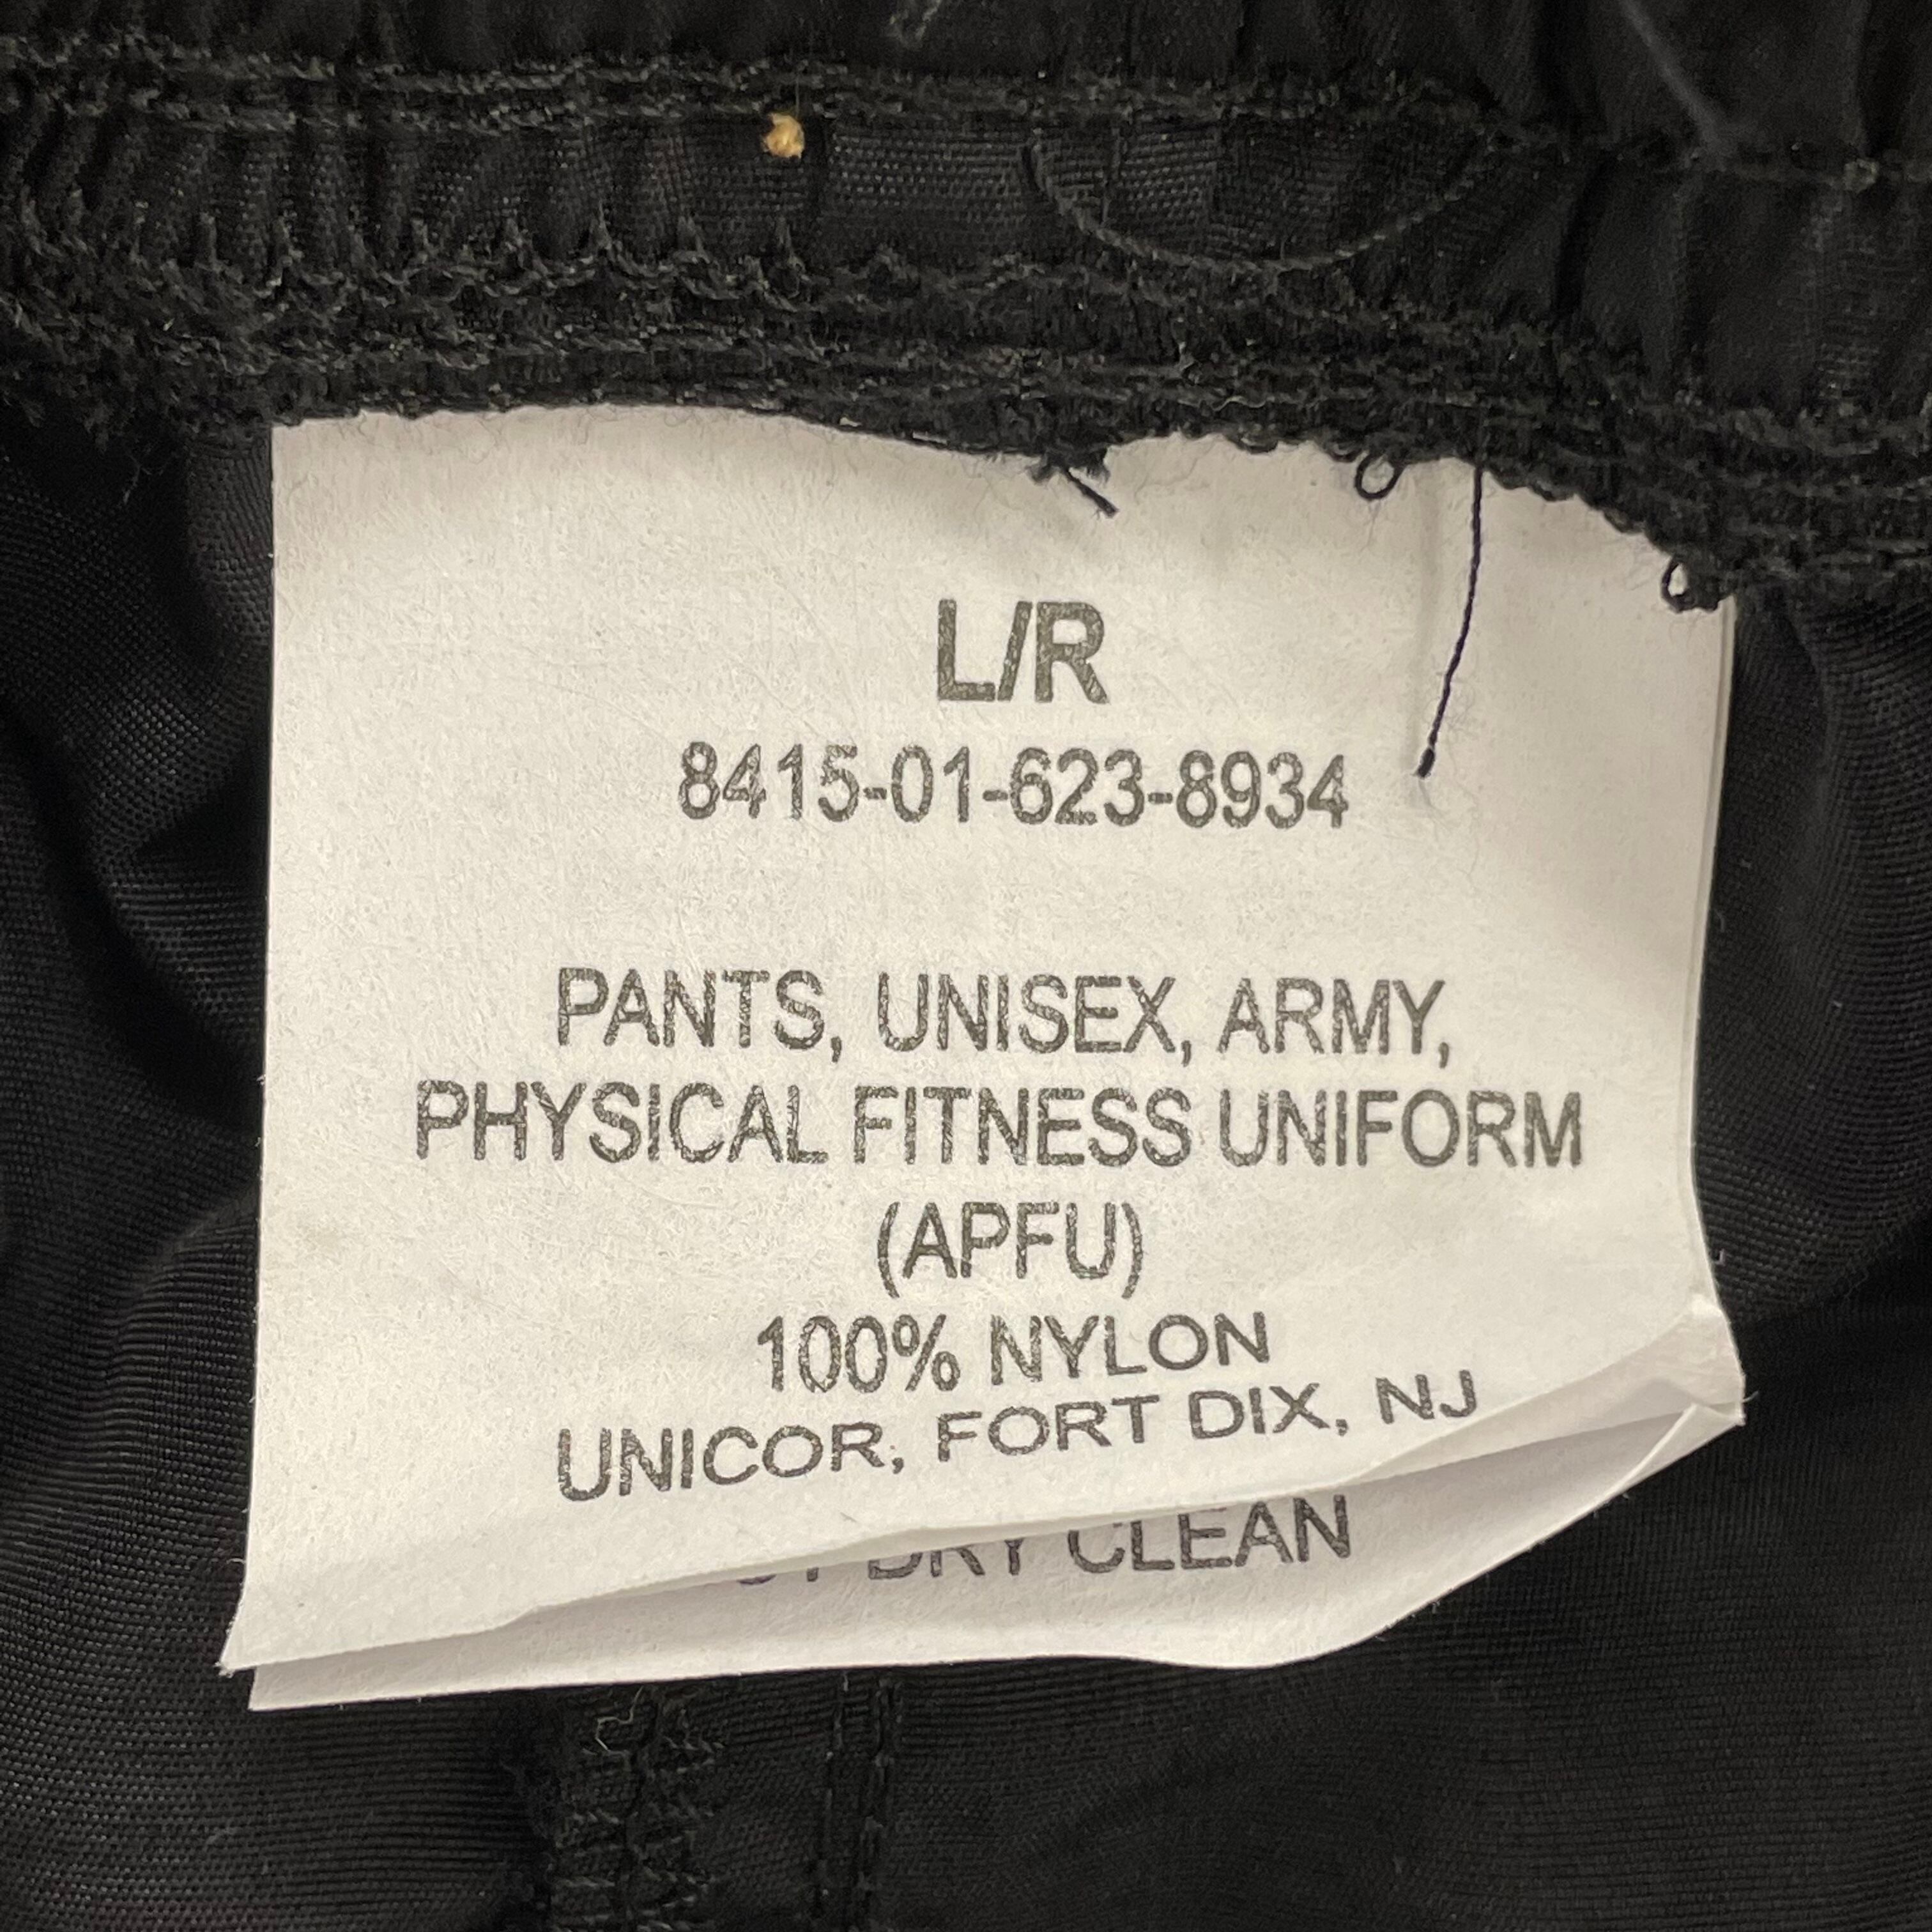 L/R
8415-01-623-8934
PANTS, UNISEX, ARMY,
PHYSICAL FITNESS UNIFORM
(APFU)
100% NYLON
UNICOR, FORT DIX, NJ
DRY CLEAN